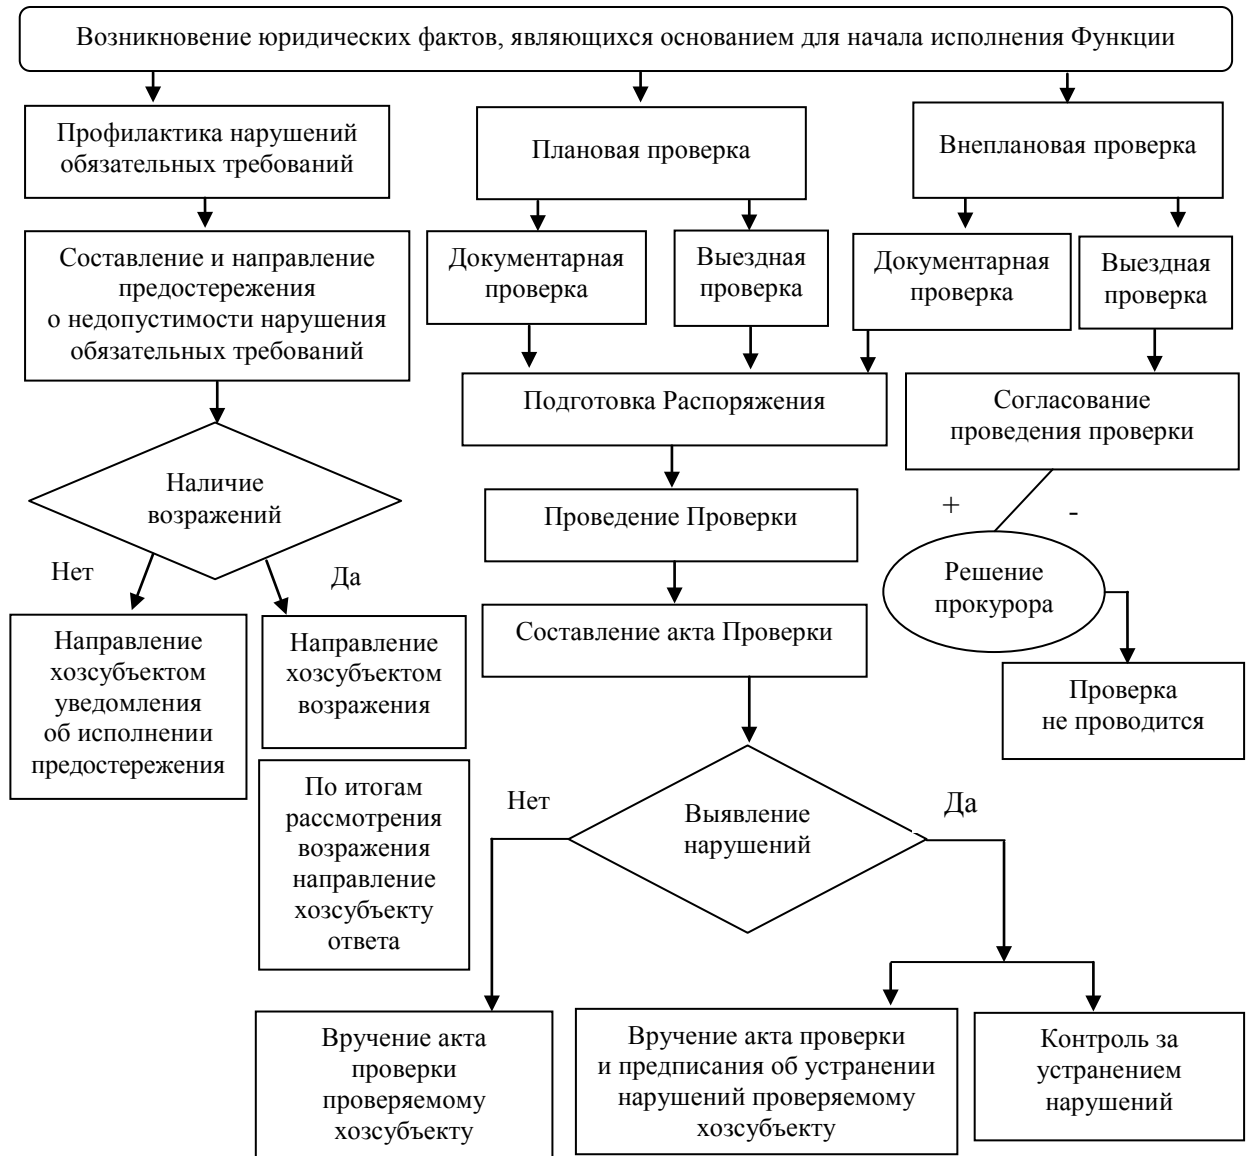 Возникновение юридических фактов, являющихся основанием для начала исполнения Функции
Профилактика нарушений
обязательных требований
Плановая проверка
Внеплановая проверка
Составление и направление
предостережения
о недопустимости нарушения
обязательных требований
Документарная
проверка
Выездная
проверка
Документарная
проверка
Выездная
проверка
Подготовка Распоряжения
Согласование
проведения проверки
Наличие
возражений
Проведение Проверки
+
-
Решение
прокурора
Нет
Да
Направление
хозсубъектом
уведомления
об исполнении
предостережения
Направление
хозсубъектом
возражения
Составление акта Проверки
Проверка
не проводится
По итогам
рассмотрения
возражения
направление
хозсубъекту
ответа
Нет
Выявление
нарушений
Да
Вручение акта
проверки
проверяемому
хозсубъекту
Вручение акта проверки
и предписания об устранении
нарушений проверяемому
хозсубъекту
Контроль за
устранением
нарушений